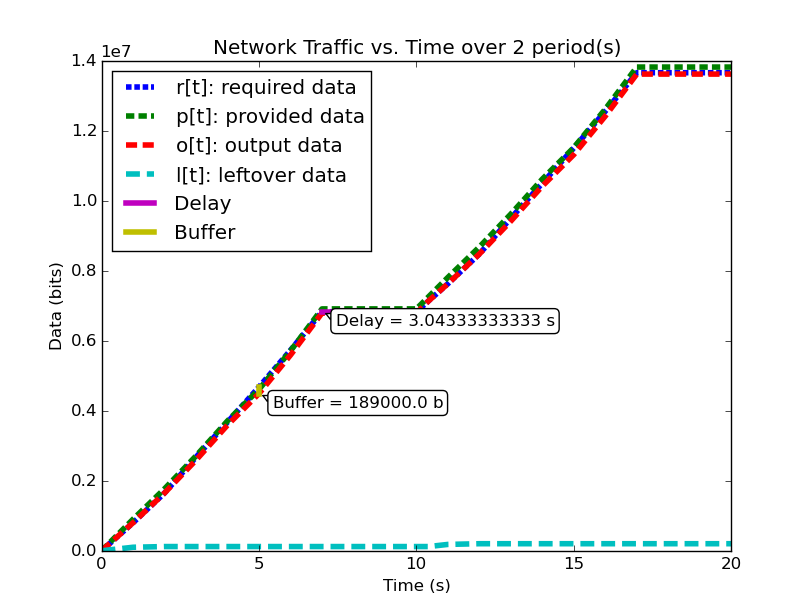 Network Traffic vs. Time over 2 period(s)
1e7
1.4
1.2
1.0
0.8
0.6
0.4
0.2
0.0
Data (bits)
r[t]: required data
p[t]: provided data
o[t]: output data
l[t]: leftover data
Delay
Buffer
Delay = 3.04333333333 s
Buffer = 189000.0 b
0
5
10
15
20
Time (s)